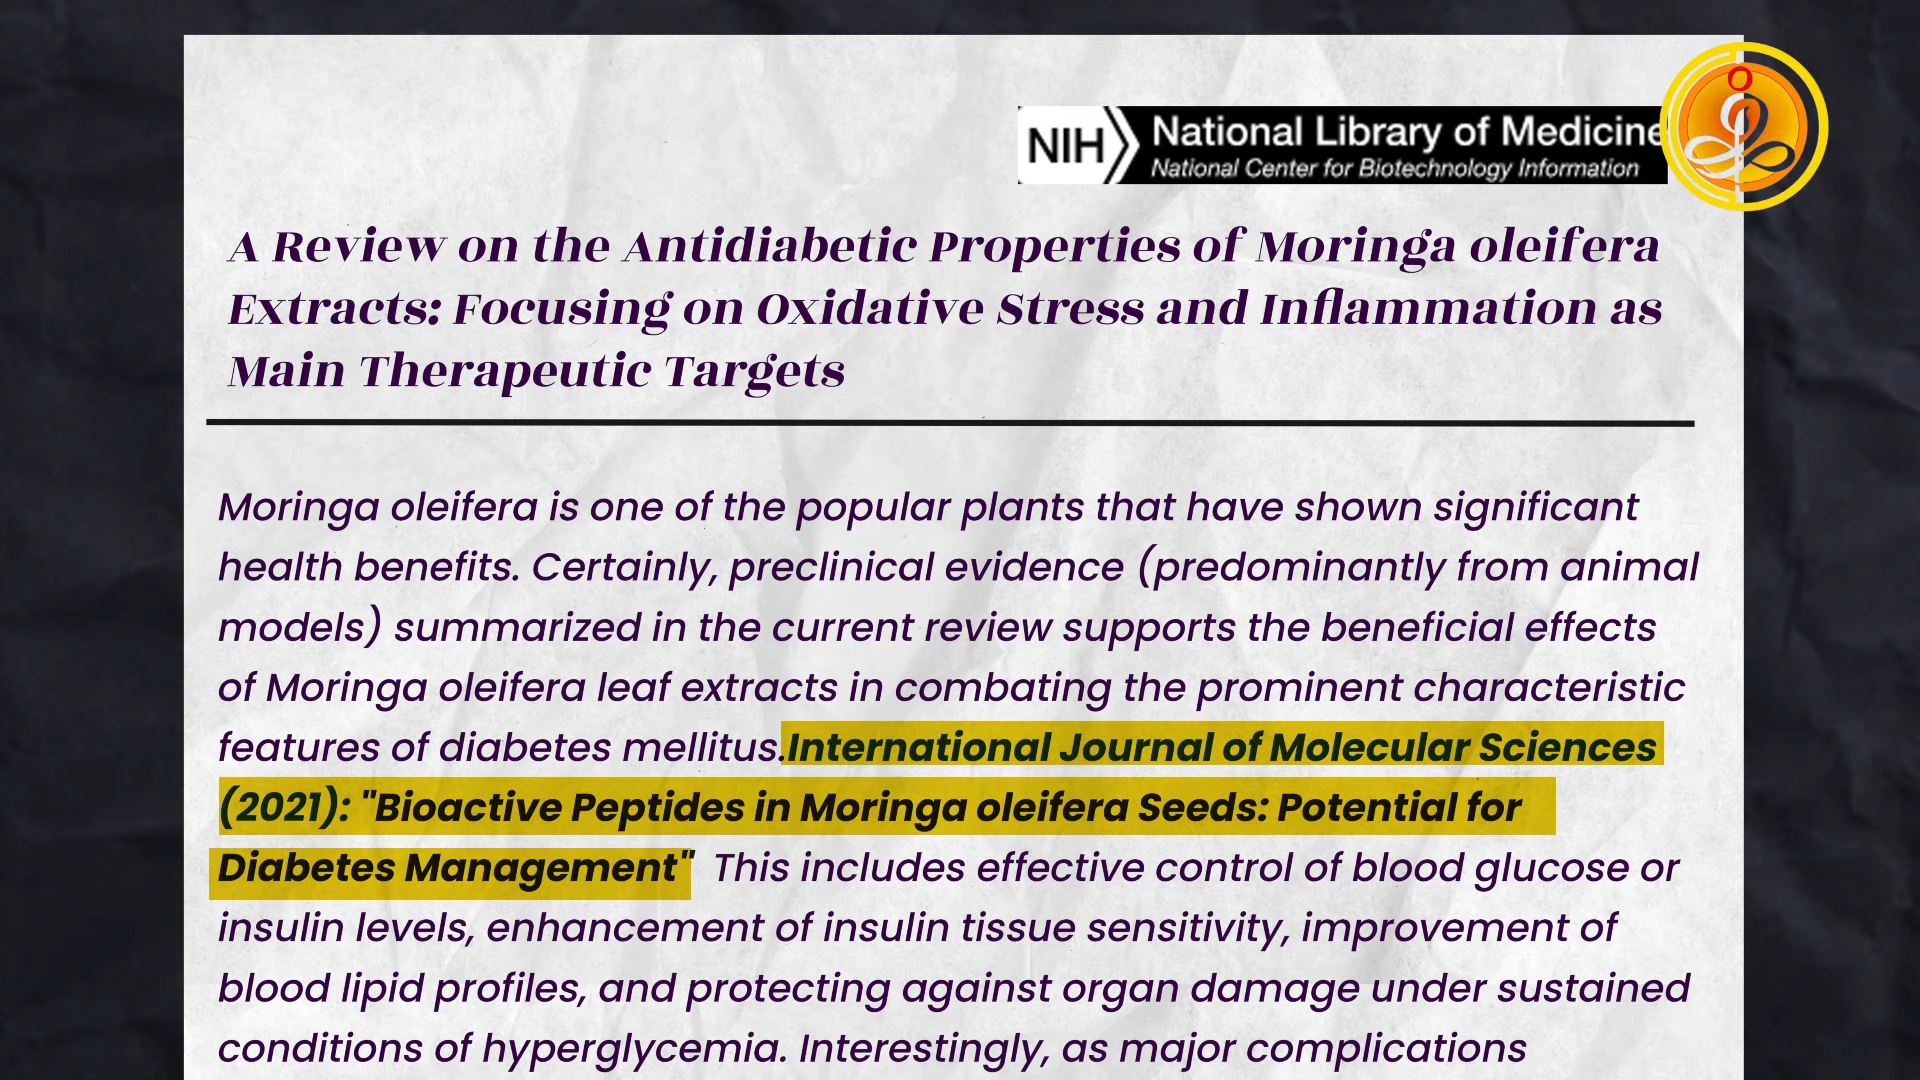 NIH National Library of Medicine
National Center for Biotechnology Information
A Review on the Antidiabetic Properties of Moringa oleifera
Extracts: Focusing on Oxidative Stress and Inflammation as
Main Therapeutic Targets
Moringa oleifera is one of the popular plants that have shown significant
health benefits. Certainly, preclinical evidence (predominantly from animal
models) summarized in the current review supports the beneficial effects
of Moringa oleifera leaf extracts in combating the prominent characteristic
features of diabetes mellitus.International Journal of Molecular Sciences
(2021): "Bioactive Peptides in Moringa oleifera Seeds: Potential for
Diabetes Management" This includes effective control of blood glucose or
insulin levels, enhancement of insulin tissue sensitivity, improvement of
blood lipid profiles, and protecting against organ damage under sustained
conditions of hyperglycemia. Interestingly, as major complications